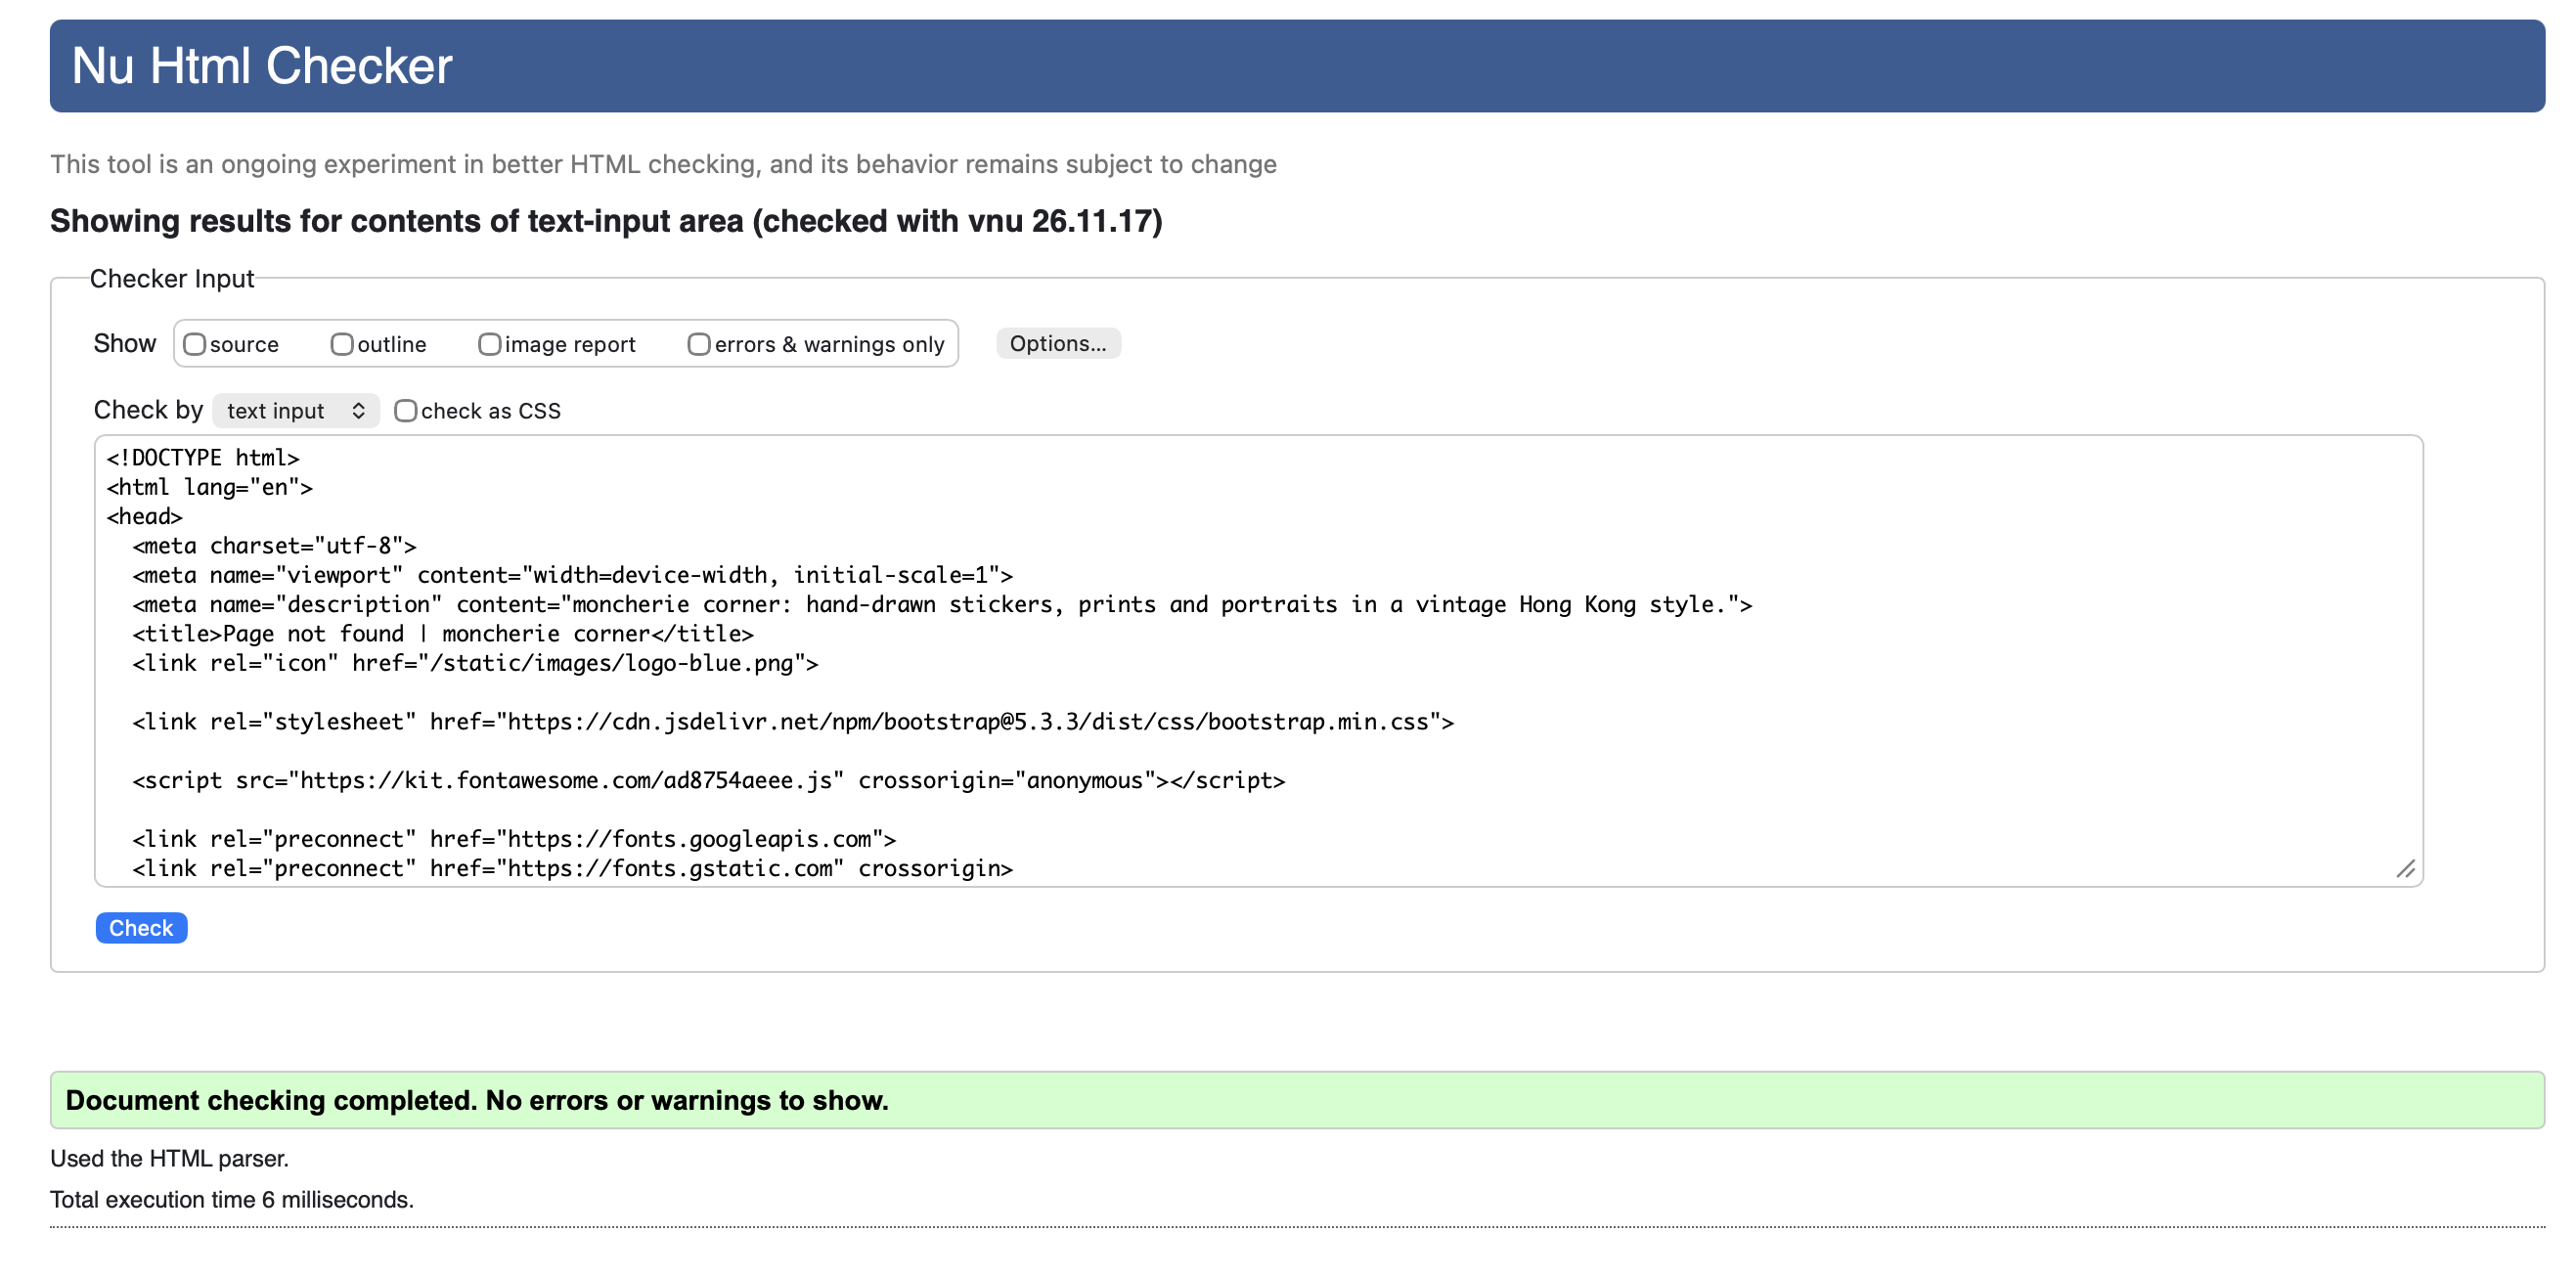 Nu Html Checker
This tool is an ongoing experiment in better HTML checking, and its behavior remains subject to change
Showing results for contents of text-input area (checked with vnu 26.11.17)
Checker Input
Show source outline image report errors & warnings only Options...
Check by text input check as CSS
<!DOCTYPE html>
<html lang="en">
<head>
  <meta charset="utf-8">
  <meta name="viewport" content="width=device-width, initial-scale=1">
  <meta name="description" content="moncherie corner: hand-drawn stickers, prints and portraits in a vintage Hong Kong style.">
  <title>Page not found | moncherie corner</title>
  <link rel="icon" href="/static/images/logo-blue.png">
  <link rel="stylesheet" href="https://cdn.jsdelivr.net/npm/bootstrap@5.3.3/dist/css/bootstrap.min.css">
  <script src="https://kit.fontawesome.com/ad8754aeee.js" crossorigin="anonymous"></script>
  <link rel="preconnect" href="https://fonts.googleapis.com">
  <link rel="preconnect" href="https://fonts.gstatic.com" crossorigin>
Check
Document checking completed. No errors or warnings to show.
Used the HTML parser.
Total execution time 6 milliseconds.